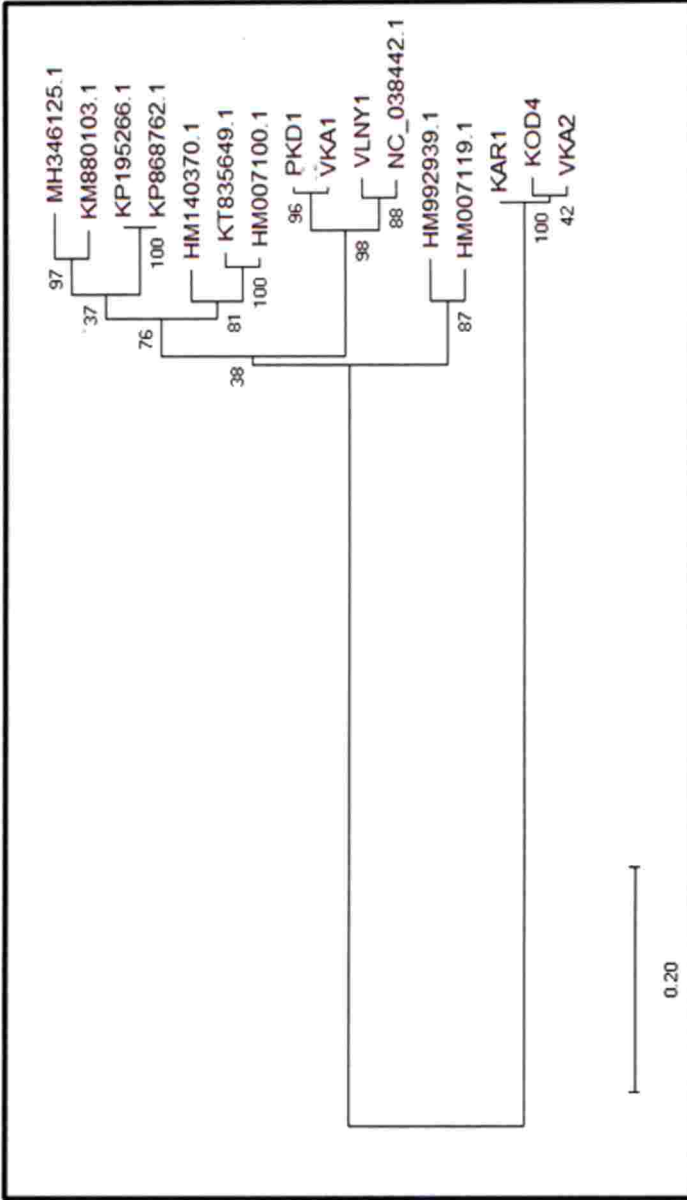 MH346125.1
KM880103.1
KP195266.1
KP868762.1
HM140370.1
KT835649.1
HM007100.1
PKD1
VKA1
VLNY1
NC_038442.1
HM992939.1
HM007119.1
KAR1
KOD4
VKA2
97
37
100
76
81
100
38
96
98
88
87
100
42
0.20